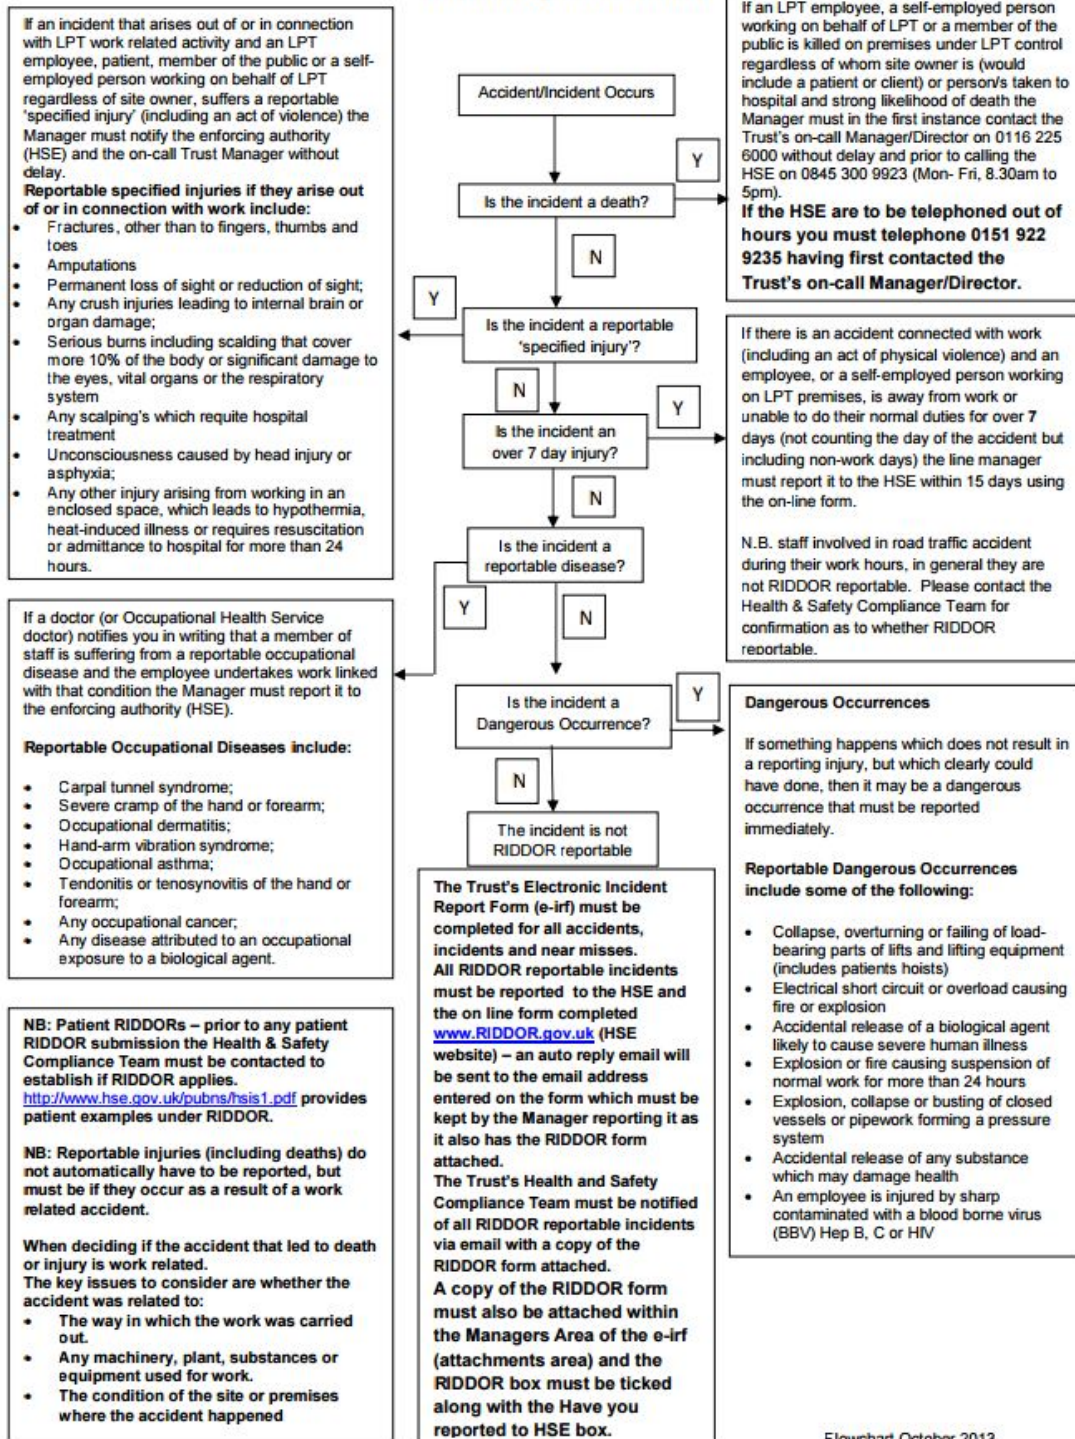 If an incident that arises out of or in connection
with LPT work related activity and an LPT
employee, patient, member of the public or a self-
employed person working on behalf of LPT
regardless of site owner, suffers a reportable
'specified injury' (including an act of violence) the
Manager must notify the enforcing authority
(HSE) and the on-call Trust Manager without
delay.
Reportable specified injuries if they arise out
of or in connection with work include:
• Fractures, other than to fingers, thumbs and
toes
• Amputations
• Permanent loss of sight or reduction of sight;
• Any crush injuries leading to internal brain or
organ damage;
• Serious burns including scalding that cover
more 10% of the body or significant damage to
the eyes, vital organs or the respiratory
system
• Any scalping's which requite hospital
treatment
• Unconsciousness caused by head injury or
asphyxia;
• Any other injury arising from working in an
enclosed space, which leads to hypothermia,
heat-induced illness or requires resuscitation
or admittance to hospital for more than 24
hours.
If a doctor (or Occupational Health Service
doctor) notifies you in writing that a member of
staff is suffering from a reportable occupational
disease and the employee undertakes work linked
with that condition the Manager must report it to
the enforcing authority (HSE).
Reportable Occupational Diseases include:
• Carpal tunnel syndrome;
• Severe cramp of the hand or forearm;
• Occupational dermatitis;
• Hand-arm vibration syndrome;
• Occupational asthma;
• Tendonitis or tenosynovitis of the hand or
forearm;
• Any occupational cancer;
• Any disease attributed to an occupational
exposure to a biological agent.
NB: Patient RIDDORs – prior to any patient
RIDDOR submission the Health & Safety
Compliance Team must be contacted to
establish if RIDDOR applies.
http://www.hse.gov.uk/pubns/hsis1.pdf provides
patient examples under RIDDOR.
NB: Reportable injuries (including deaths) do
not automatically have to be reported, but
must be if they occur as a result of a work
related accident.
When deciding if the accident that led to death
or injury is work related.
The key issues to consider are whether the
accident was related to:
• The way in which the work was carried
out.
• Any machinery, plant, substances or
equipment used for work.
• The condition of the site or premises
where the accident happened
Accident/Incident Occurs
Is the incident a death?
Y
N
Is the incident a reportable
'specified injury'?
Y
N
Is the incident an
over 7 day injury?
Y
N
Is the incident a
reportable disease?
Y
N
Is the incident a
Dangerous Occurrence?
Y
N
The incident is not
RIDDOR reportable
The Trust's Electronic Incident
Report Form (e-irf) must be
completed for all accidents,
incidents and near misses.
All RIDDOR reportable incidents
must be reported to the HSE and
the on line form completed
www.RIDDOR.gov.uk (HSE
website) – an auto reply email will
be sent to the email address
entered on the form which must be
kept by the Manager reporting it as
it also has the RIDDOR form
attached.
The Trust's Health and Safety
Compliance Team must be notified
of all RIDDOR reportable incidents
via email with a copy of the
RIDDOR form attached.
A copy of the RIDDOR form
must also be attached within
the Managers Area of the e-irf
(attachments area) and the
RIDDOR box must be ticked
along with the Have you
reported to HSE box.
If an LPT employee, a self-employed person
working on behalf of LPT or a member of the
public is killed on premises under LPT control
regardless of whom site owner is (would
include a patient or client) or person/s taken to
hospital and strong likelihood of death the
Manager must in the first instance contact the
Trust's on-call Manager/Director on 0116 225
6000 without delay and prior to calling the
HSE on 0845 300 9923 (Mon- Fri, 8.30am to
5pm).
If the HSE are to be telephoned out of
hours you must telephone 0151 922
9235 having first contacted the
Trust's on-call Manager/Director.
If there is an accident connected with work
(including an act of physical violence) and an
employee, or a self-employed person working
on LPT premises, is away from work or
unable to do their normal duties for over 7
days (not counting the day of the accident but
including non-work days) the line manager
must report it to the HSE within 15 days using
the on-line form.
N.B. staff involved in road traffic accident
during their work hours, in general they are
not RIDDOR reportable. Please contact the
Health & Safety Compliance Team for
confirmation as to whether RIDDOR
reportable.
Dangerous Occurrences
If something happens which does not result in
a reporting injury, but which clearly could
have done, then it may be a dangerous
occurrence that must be reported
immediately.
Reportable Dangerous Occurrences
include some of the following:
• Collapse, overturning or failing of load-
bearing parts of lifts and lifting equipment
(includes patients hoists)
• Electrical short circuit or overload causing
fire or explosion
• Accidental release of a biological agent
likely to cause severe human illness
• Explosion or fire causing suspension of
normal work for more than 24 hours
• Explosion, collapse or busting of closed
vessels or pipework forming a pressure
system
• Accidental release of any substance
which may damage health
• An employee is injured by sharp
contaminated with a blood borne virus
(BBV) Hep B, C or HIV
Flowchart October 2013